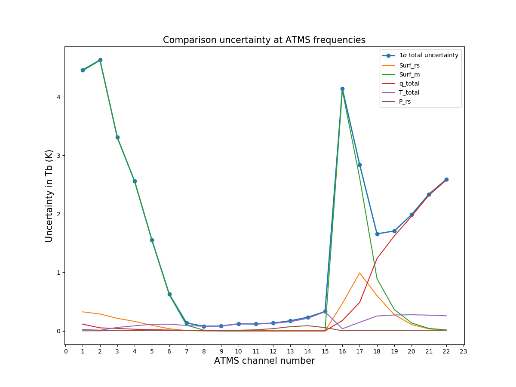 Comparison uncertainty at ATMS frequencies
1σ total uncertainty
Surf_rs
Surf_m
q_total
T_total
P_rs
Uncertainty in Tb (K)
4
3
2
1
0
0 1 2 3 4 5 6 7 8 9 10 11 12 13 14 15 16 17 18 19 20 21 22 23
ATMS channel number